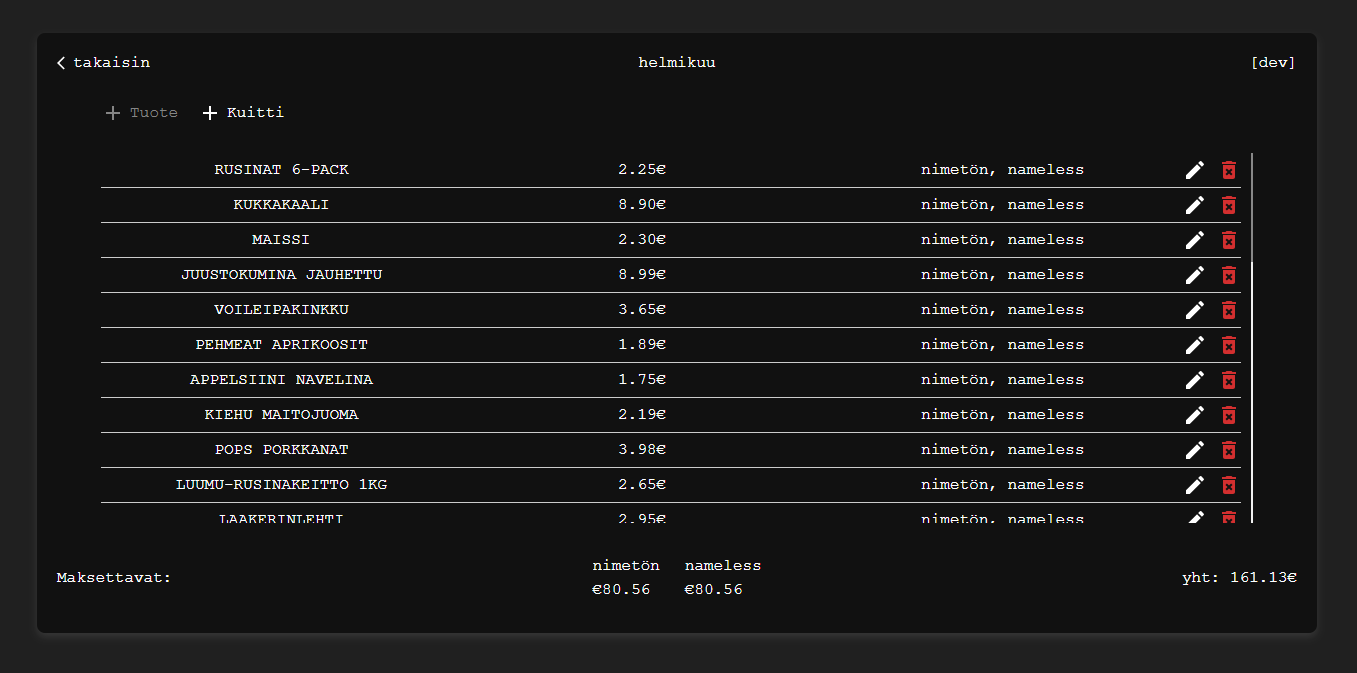 takaisin helmikuu [dev]
Tuote Kuitti
RUSINAT 6-PACK 2.25€ nimetön, nameless
KUKKAKAALI 8.90€ nimetön, nameless
MAISSI 2.30€ nimetön, nameless
JUUSTOKUMINA JAUHETTU 8.99€ nimetön, nameless
VOILEIPAKINKKU 3.65€ nimetön, nameless
PEHMEAT APRIKOOSIT 1.89€ nimetön, nameless
APPELSIINI NAVELINA 1.75€ nimetön, nameless
KIEHU MAITOJUOMA 2.19€ nimetön, nameless
POPS PORKKANAT 3.98€ nimetön, nameless
LUUMU-RUSINAKEITTO 1KG 2.65€ nimetön, nameless
LAAKERINLEHTI 2.95€ nimetön, nameless
nimetön nameless
Maksettavat: yht: 161.13€
€80.56 €80.56